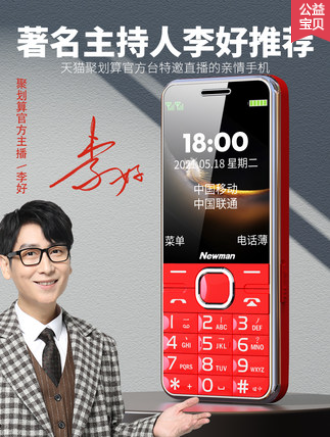 公益
宝贝
著名主持人李好推荐
天猫聚划算官方台特邀直播的亲情手机
聚划算官方主播/李好
李好
18:00
2021.05.18 星期二
中国移动
中国联通
菜单
电话薄
Newman
1
2 ABC
3 DEF
4 GHI
5 JKL
6 MNO
7 PQRS
8 TUV
9 WXYZ
* +
0
#